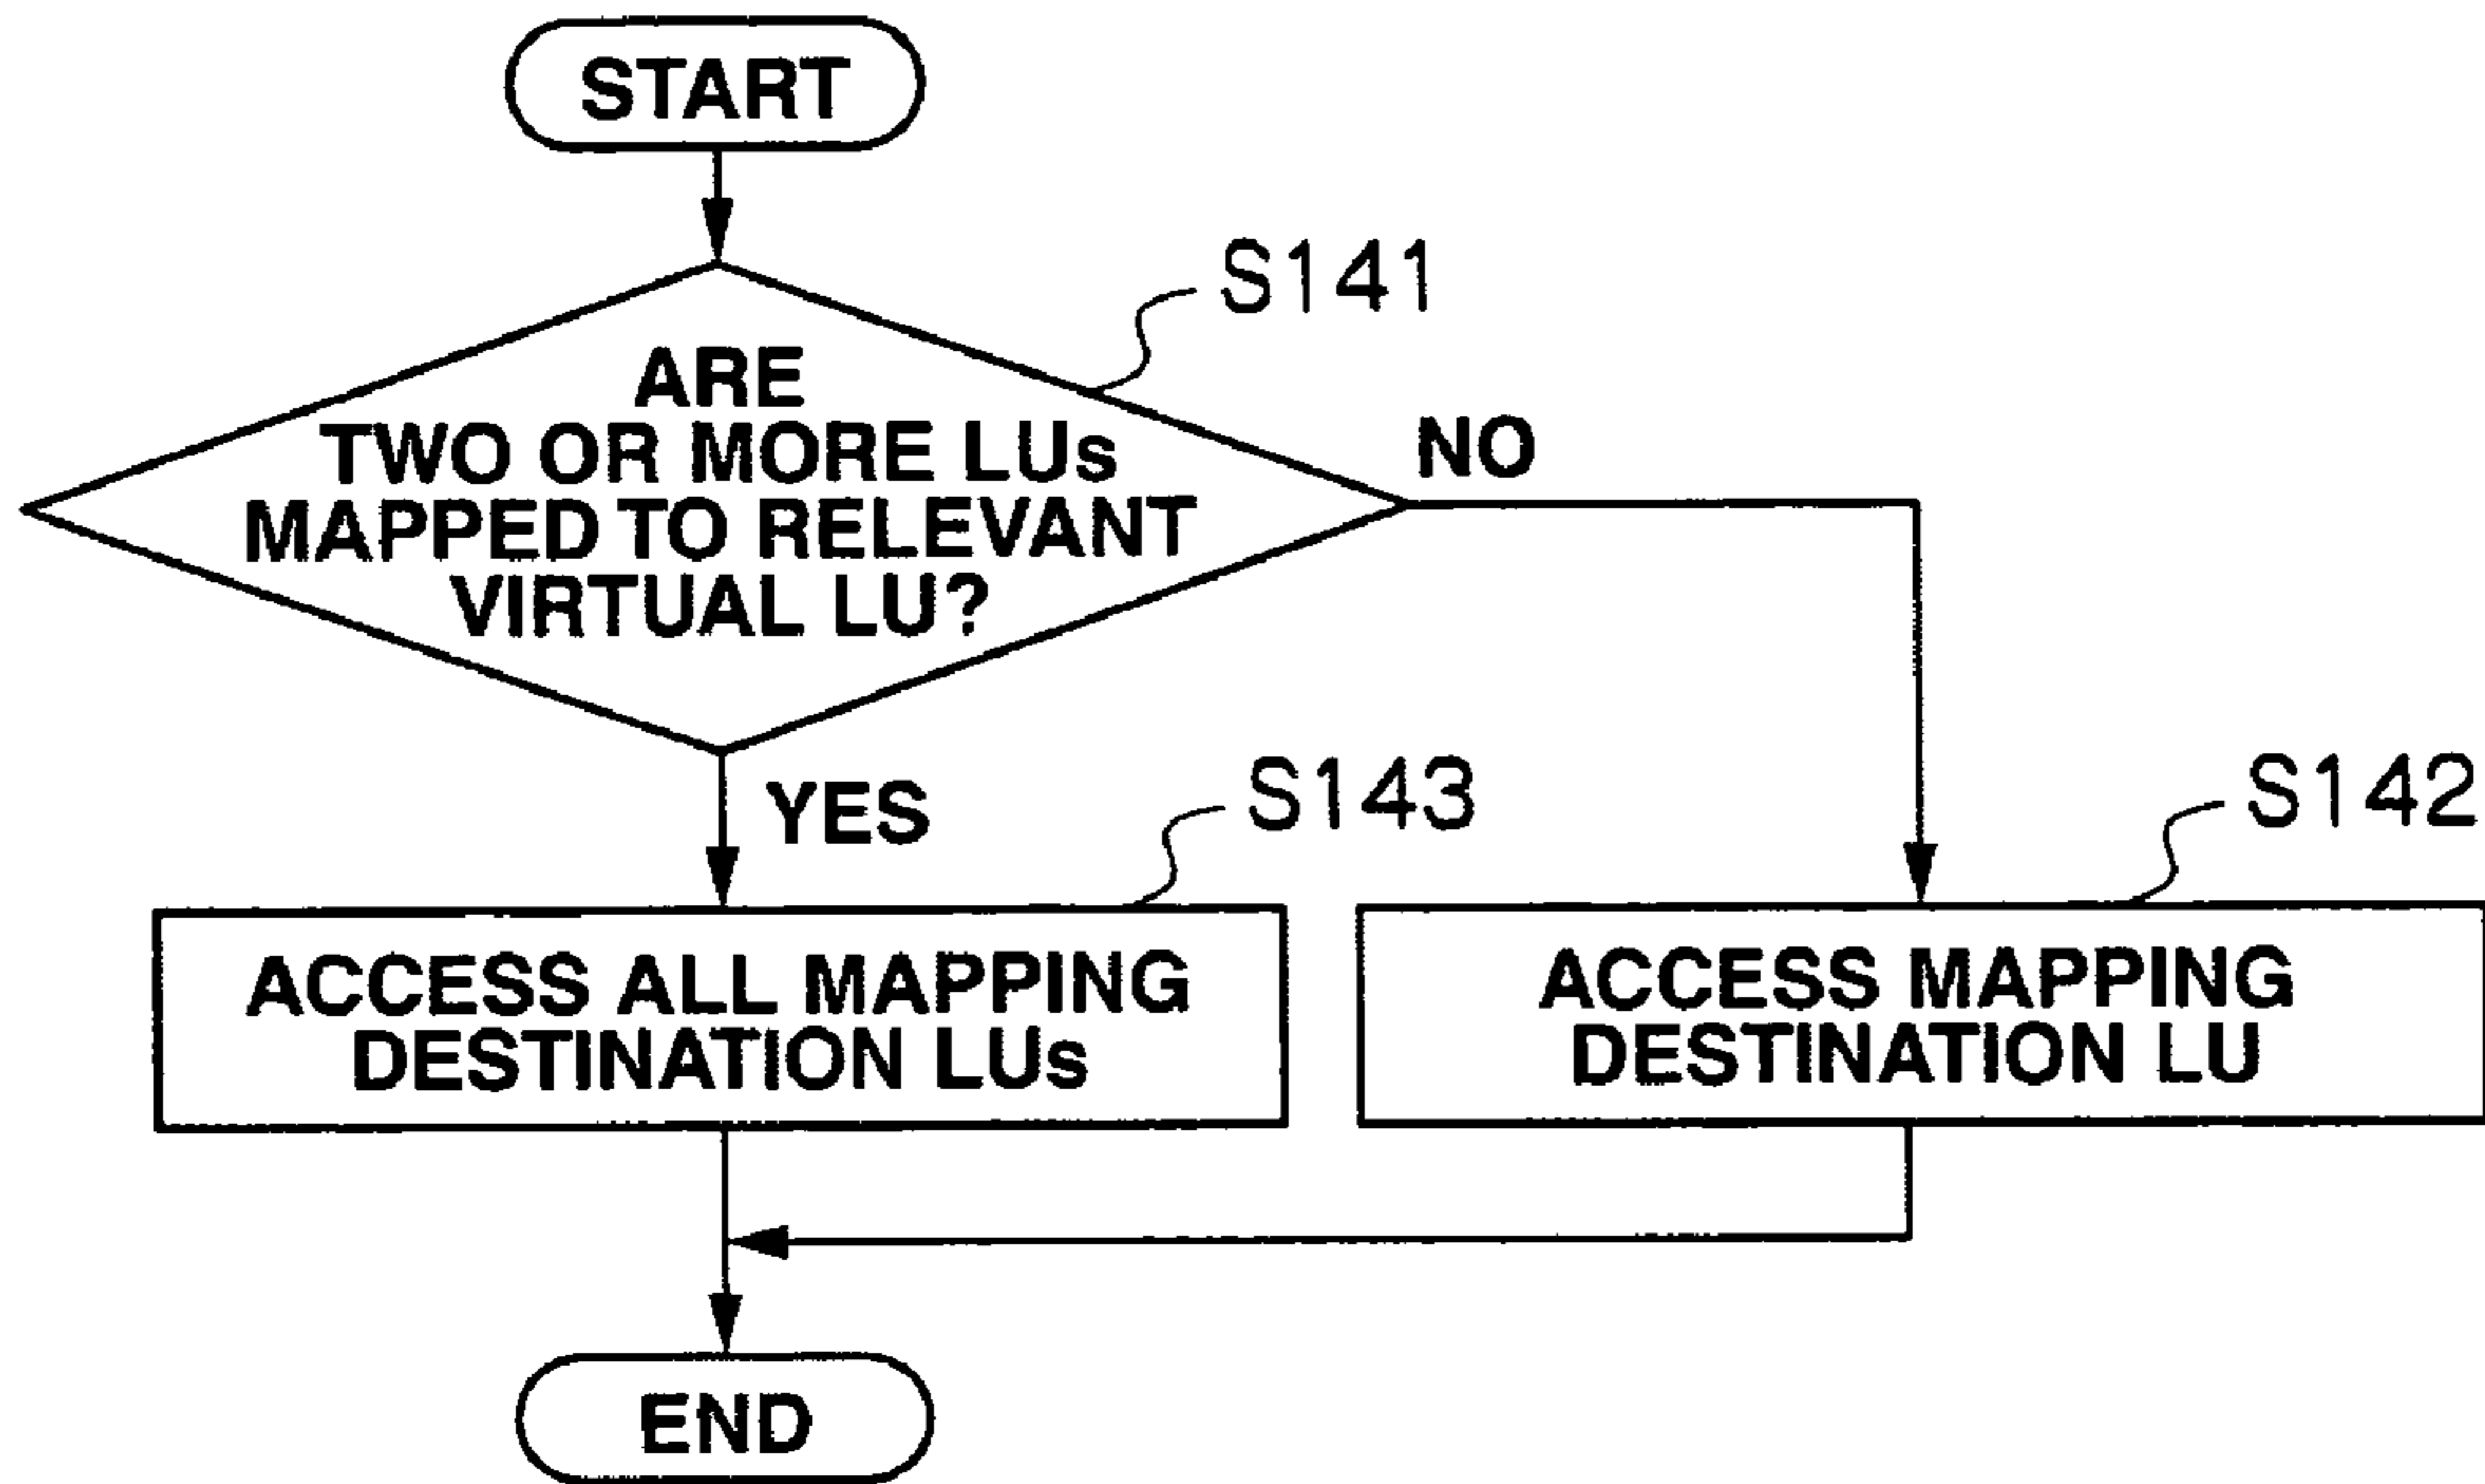 START
S141
ARE
TWO OR MORE LUs
MAPPED TO RELEVANT
VIRTUAL LU?
NO
YES
S143
S142
ACCESS ALL MAPPING
DESTINATION LUs
ACCESS MAPPING
DESTINATION LU
END